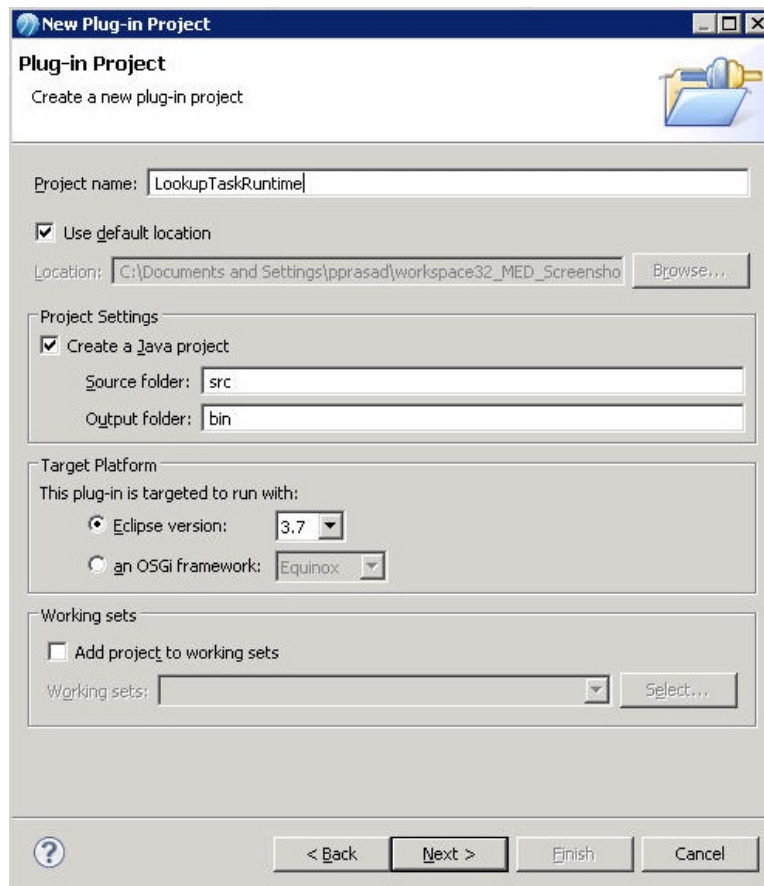 New Plug-in Project
Plug-in Project
Create a new plug-in project
Project name: LookupTaskRuntime
Use default location
Location: C:\Documents and Settings\pprasad\workspace32_MED_Screensho Browse...
Project Settings
Create a Java project
Source folder: src
Output folder: bin
Target Platform
This plug-in is targeted to run with:
Eclipse version: 3.7
an OSGi framework: Equinox
Working sets
Add project to working sets
Working sets: Select...
? < Back Next > Finish Cancel